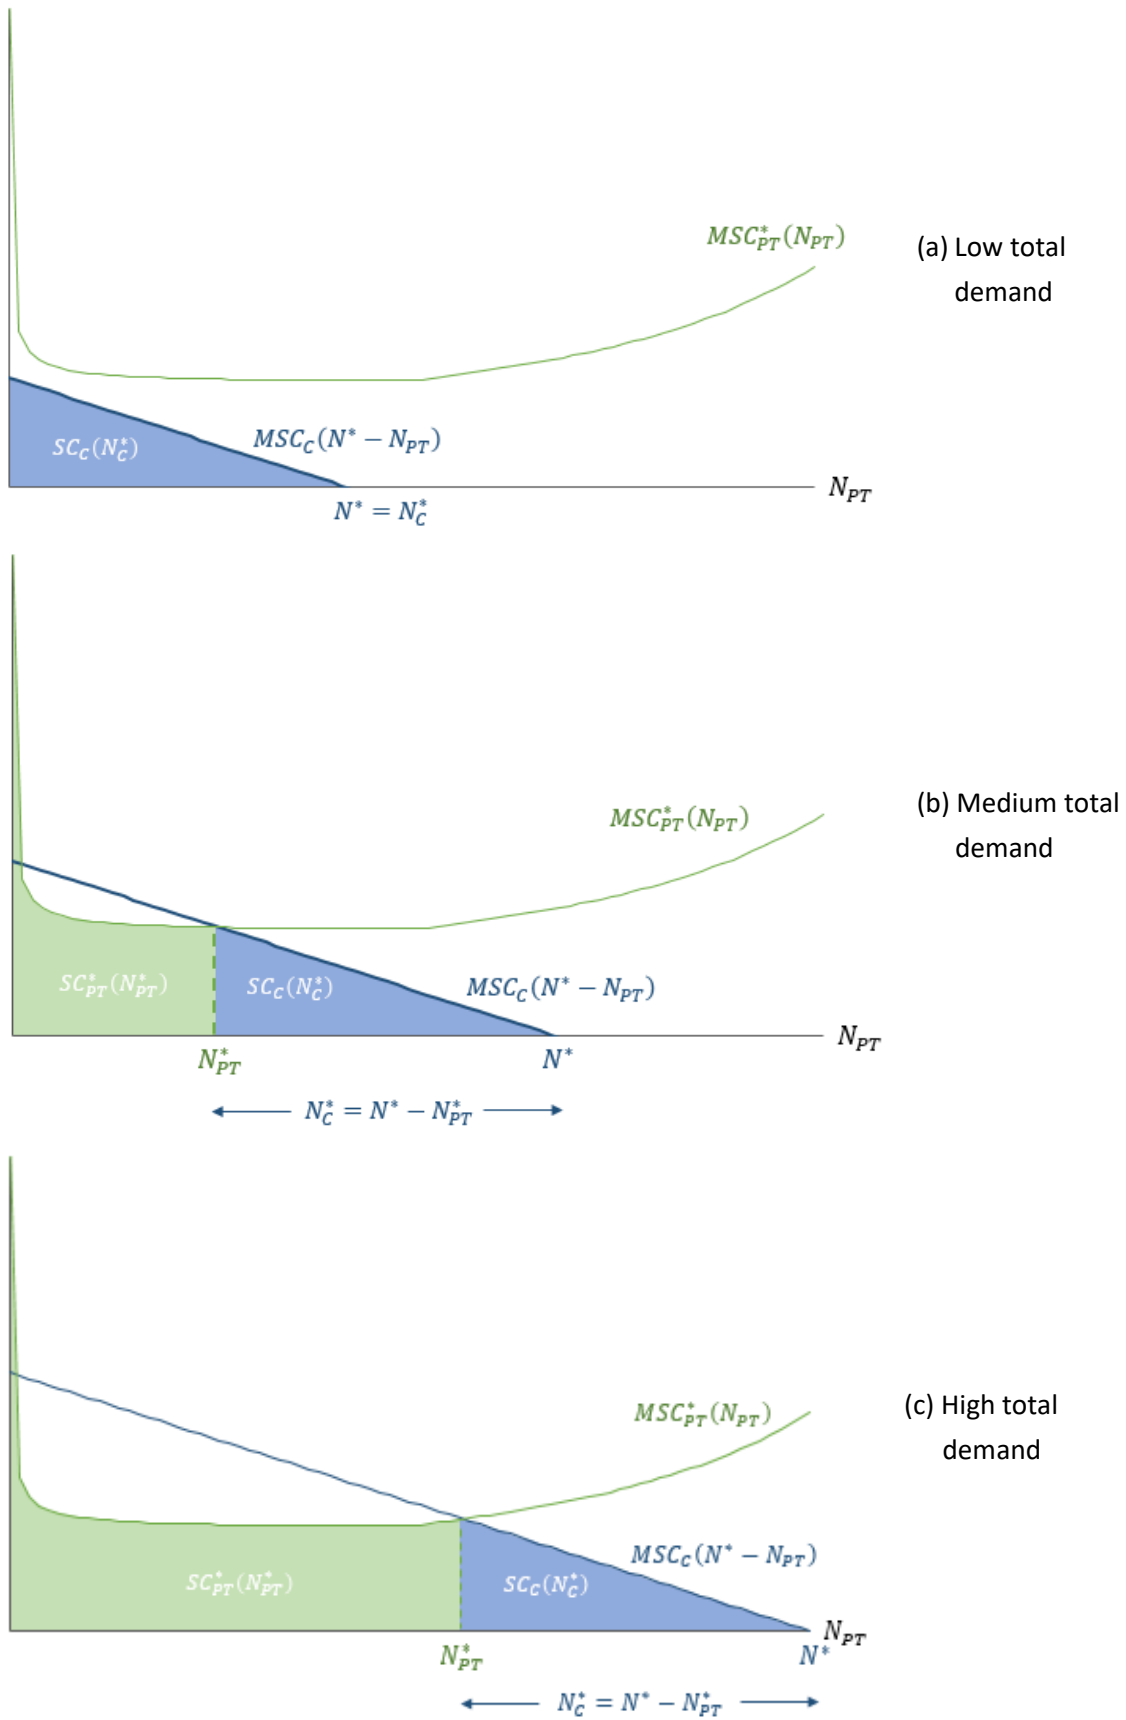 MSC*PT(NPT)
(a) Low total
demand
SCC(N*C)
MSCC(N* − NPT)
NPT
N* = N*C
MSC*PT(NPT)
(b) Medium total
demand
SC*PT(N*PT)
SCC(N*C)
MSCC(N* − NPT)
NPT
N*PT
N*
N*C = N* − N*PT
MSC*PT(NPT)
(c) High total
demand
MSCC(N* − NPT)
SC*PT(N*PT)
SCC(N*C)
NPT
N*PT
N*
N*C = N* − N*PT